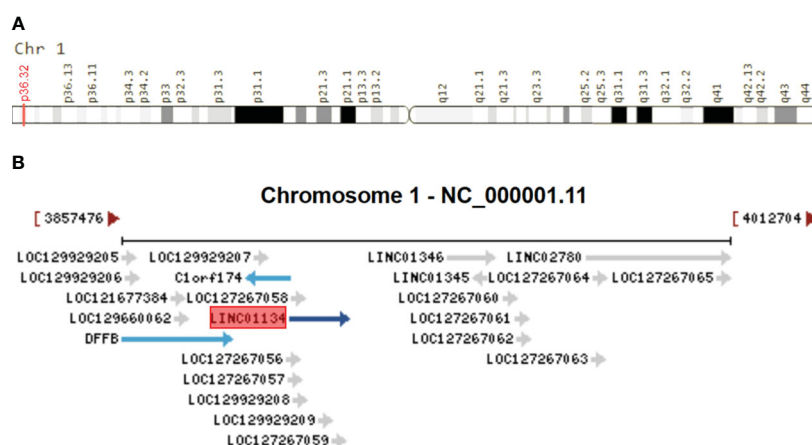 A
Chr 1
p36.32 p36.13 p36.11 p34.3 p34.2 p33 p32.3 p31.3 p31.1 p21.3 p21.1 p13.3 p13.2 q12 q21.1 q21.3 q23.3 q25.2 q25.3 q31.1 q31.3 q32.1 q32.2 q41 q42.13 q42.2 q43 q44
B
Chromosome 1 - NC_000001.11
[ 3857476 [ 4012704
LOC129929205 LOC129929207 LINC01346 LINC02780
LOC129929206 C1orf174 LINC01345 LOC127267064 LOC127267065
LOC121677384 LOC127267058 LOC127267060
LOC129660062 LINC01134 LOC127267061
DFFB LOC127267062
LOC127267056 LOC127267063
LOC127267057
LOC129929208
LOC129929209
LOC127267059